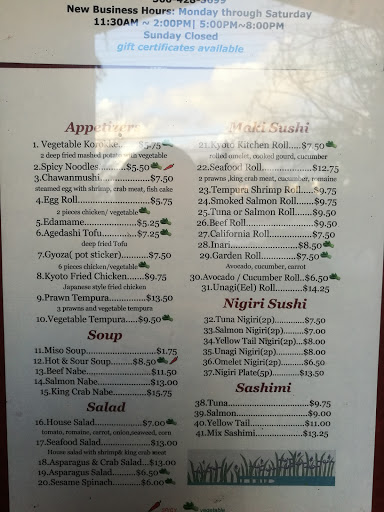 New Business Hours: Monday through Saturday
11:30AM ~ 2:00PM| 5:00PM~8:00PM
Sunday Closed
gift certificates available
Appetizer
1. Vegetable Korokke...$5.75
2 deep fried mashed potato with vegetable
2.Spicy Noodles.......$5.50
3.Chawanmushi............$7.50
steamed egg with shrimp, crab meat, fish cake
4.Egg Roll....................$5.75
2 pieces chicken/ vegetable
5.Edamame................$5.25
6.Agedashi Tofu.........$7.25
deep fried Tofu
7.Gyoza( pot sticker)..........$7.50
6 pieces chicken/vegetable
8.Kyoto Fried Chicken......$9.75
Japanese style fried chicken
9.Prawn Tempura............$13.50
3 prawns and vegetable tempura
10.Vegetable Tempura....$9.50
Soup
11.Miso Soup...................$1.75
12.Hot & Sour Soup....$8.50
13.Beef Nabe.................$11.50
14.Salmon Nabe............$13.00
15.King Crab Nabe.......$15.75
Salad
16.House Salad..............$7.00
tomato, romaine, carrot, onion,seaweed, corn
17.Seafood Salad............$13.00
House salad with shrimp& king crab meat
18.Asparagus & Crab Salad...$13.00
19.Asparagus Salad.........$6.50
20.Sesame Spinach.........$6.00
Maki Sushi
21.Kyoto Kitchen Roll.....$7.50
rolled omelet, cooked gourd, cucumber
22.Seafood Roll...............$12.75
2 prawns ,king crab meat, cucumber, romaine
23.Tempura Shrimp Roll....$9.75
24.Smoked Salmon Roll.....$9.75
25.Tuna or Salmon Roll......$9.50
26.Beef Roll.....................$9.50
27.California Roll..............$7.50
28.Inari..........................$8.50
29.Garden Roll................$7.50
Avocado, cucumber, carrot
30.Avocado / Cucumber Roll..$6.50
31.Unagi(Eel) Roll.........$14.25
Nigiri Sushi
32.Tuna Nigiri(2p)...........$7.50
33.Salmon Nigiri(2p).......$7.00
34.Yellow Tail Nigiri(2p)...$8.00
35.Unagi Nigiri(2p)..........$8.00
36.Omelet Nigiri(2p)........$6.50
37.Nigiri Plate(5p)..........$13.50
Sashimi
38.Tuna..........................$9.75
39.Salmon.......................$9.00
40.Yellow Tail................$11.00
41.Mix Sashimi..............$13.25
spicy vegetable